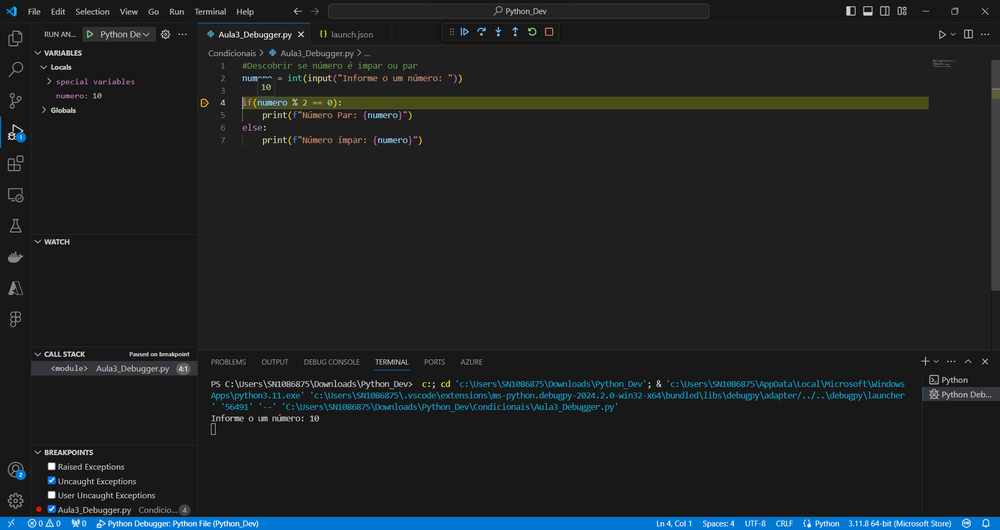 File Edit Selection View Go Run Terminal Help
Python_Dev
RUN AN... Python De
Aula3_Debugger.py
launch.json
VARIABLES
Locals
special variables
numero: 10
Globals
WATCH
CALL STACK Paused on breakpoint
<module> Aula3_Debugger.py 4:1
BREAKPOINTS
Raised Exceptions
Uncaught Exceptions
User Uncaught Exceptions
Aula3_Debugger.py Condicio... 4
1
2
Condicionais > Aula3_Debugger.py > ...
1 #Descobrir se número é impar ou par
2 numero = int(input("Informe o um número: "))
10
3
4 if(numero % 2 == 0):
5 print(f"Número Par: {numero}")
6 else:
7 print(f"Número ímpar: {numero}")
PROBLEMS OUTPUT DEBUG CONSOLE TERMINAL PORTS AZURE
PS C:\Users\SN1086875\Downloads\Python_Dev> c:; cd 'c:\Users\SN1086875\Downloads\Python_Dev'; & 'c:\Users\SN1086875\AppData\Local\Microsoft\Windows
Apps\python3.11.exe' 'c:\Users\SN1086875\.vscode\extensions\ms-python.debugpy-2024.2.0-win32-x64\bundled\libs\debugpy\adapter/../..\debugpy\launcher
' '56491' '--' 'C:\Users\SN1086875\Downloads\Python_Dev\Condicionais\Aula3_Debugger.py'
Informe o um número: 10
Python
Python Deb...
0 0 0 Python Debugger: Python File (Python_Dev)
Ln 4, Col 1 Spaces: 4 UTF-8 CRLF Python 3.11.8 64-bit (Microsoft Store)